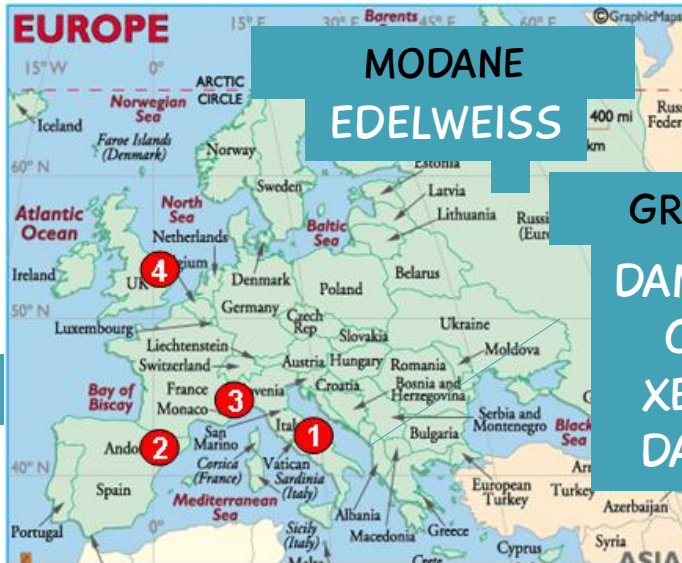 EUROPE
Barents
©GraphicMaps
15° E
30° E
45° E
60° E
15° W
0°
ARCTIC
CIRCLE
MODANE
EDELWEISS
400 mi
km
Norwegian
Sea
Iceland
Faroe Islands
(Denmark)
Norway
60° N
Sweden
Estonia
Latvia
Lithuania
Atlantic
Ocean
North
Sea
Baltic
Sea
Netherlands
Ireland
4
UK
Denmark
Poland
Belarus
50° N
Germany
Czech
Rep
Luxembourg
Slovakia
Ukraine
Liechtenstein
Moldova
Switzerland
Austria
Hungary
Romania
Bay of
Biscay
France
3
Croatia
Bosnia and
Herzegovina
Monaco
San
Marino
1
Serbia and
Montenegro
Black
Sea
2
Bulgaria
Corsica
(France)
Vatican
40° N
Spain
Sardinia
(Italy)
European
Turkey
Turkey
Azerbaijan
Mediterranean
Sea
Albania
Portugal
0°
Sicily
(Italy)
Macedonia
Greece
Cyprus
Syria
Crete
ASIA
GR
DA
XE
DA